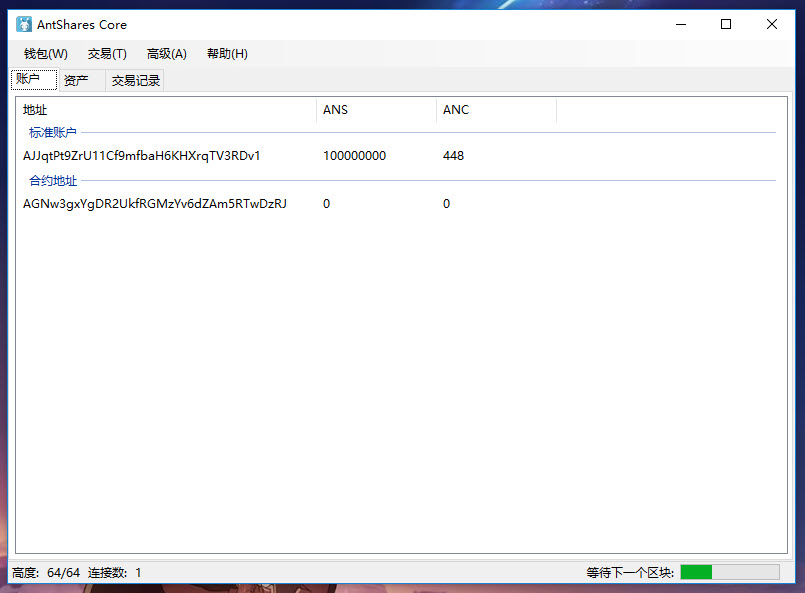 AntShares Core
钱包(W) 交易(T) 高级(A) 帮助(H)
账户 资产 交易记录
地址 ANS ANC
标准账户
AJJqtPt9ZrU11Cf9mfbaH6KHXrqTV3RDv1 100000000 448
合约地址
AGNw3gxYgDR2UkfRGMzYv6dZAm5RTwDzRJ 0 0
高度: 64/64 连接数: 1 等待下一个区块: